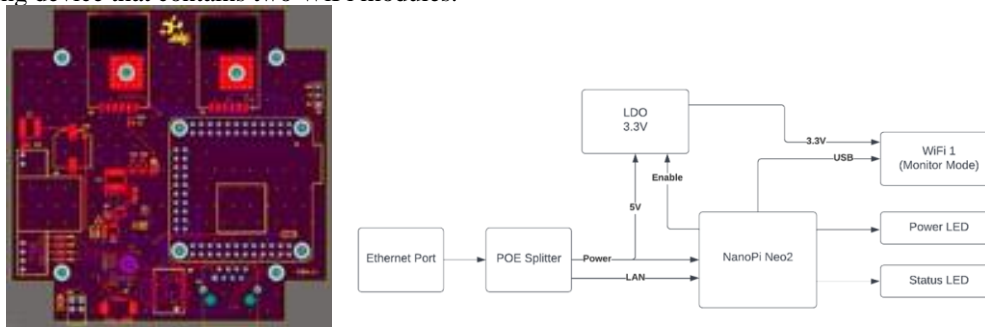 ng device that contains two WiFi modules.
LDO
3.3V
3.3V
WiFi 1
(Monitor Mode)
USB
Enable
5V
Power LED
Ethernet Port
POE Splitter
Power
NanoPi Neo2
LAN
Status LED